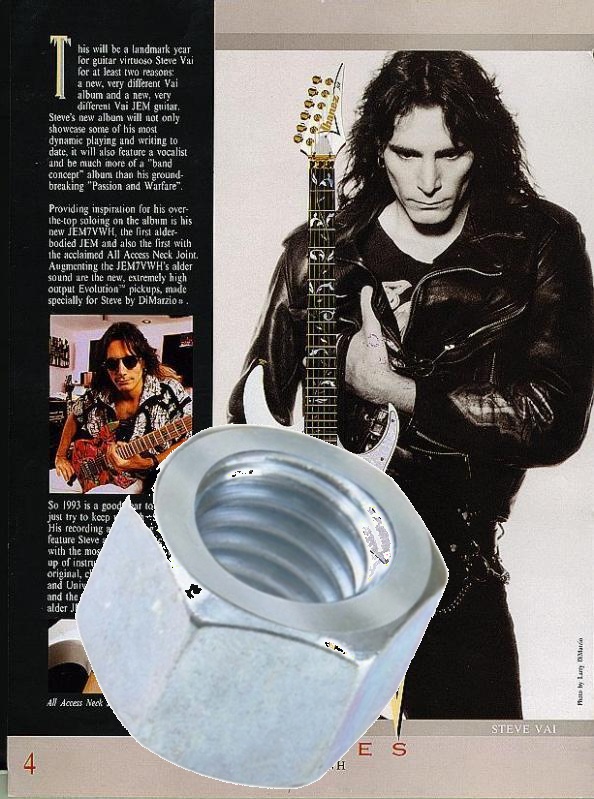 This will be a landmark year
for guitar virtuoso Steve Vai
for at least two reasons:
a new, very different Vai
album and a new, very
different Vai JEM guitar.
Steve's new album will not only
showcase some of his most
dynamic playing and writing to
date, it will also feature a vocalist
and be much more of a "band
concept" album than his ground-
breaking "Passion and Warfare".
Providing inspiration for his over-
the-top soloing on the album is his
new JEM7VWH, the first alder-
bodied JEM and also the first with
the acclaimed All Access Neck Joint.
Augmenting the JEM7VWH's alder
sound are the new, extremely high
output Evolution™ pickups, made
specially for Steve by DiMarzio®.
So 1993 is a good
just try to keep
His recording
feature Steve
with the
up of
original,
and
and the
alder
All Access Neck
Ibanez
Photo by Larry DiMarzio
STEVE VAI
E S
H
4